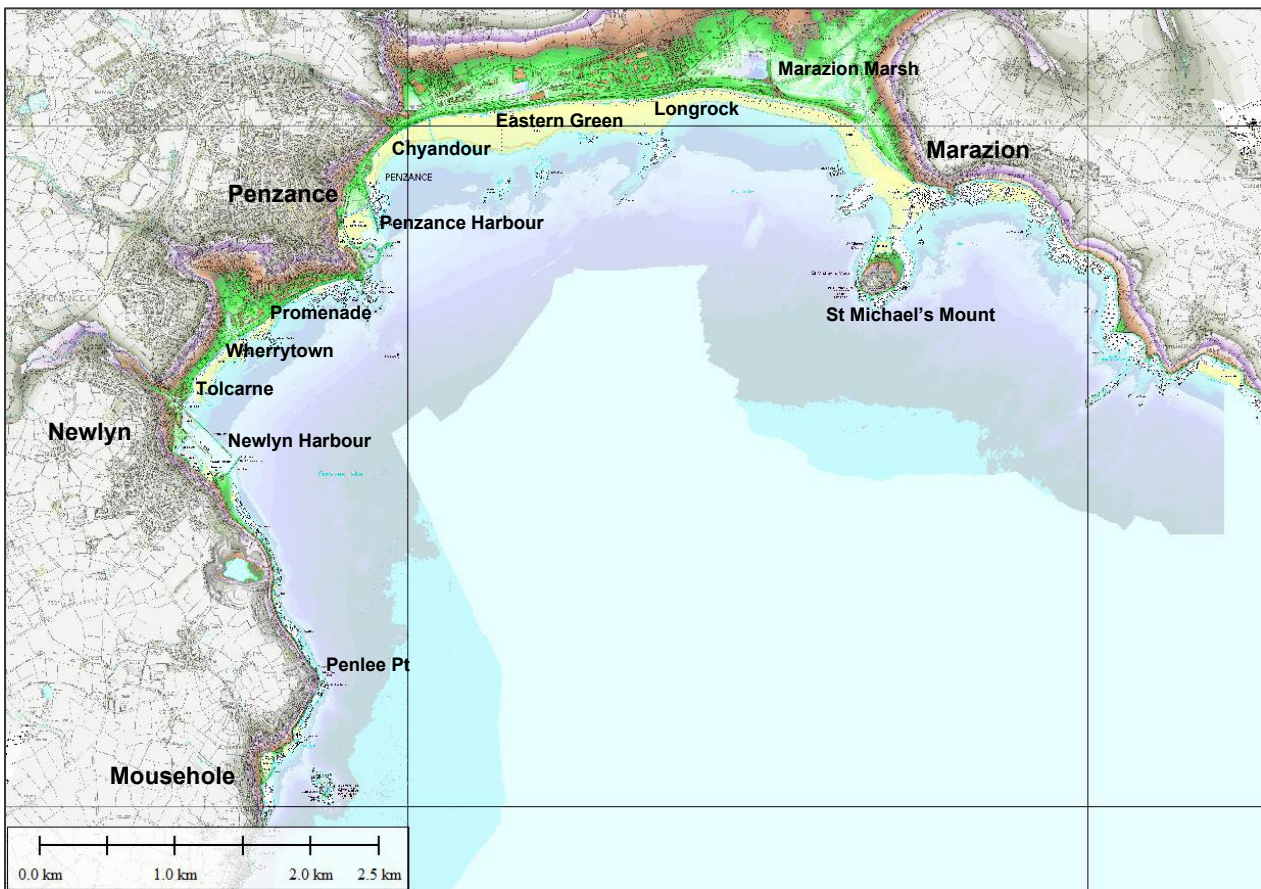 Marazion Marsh
Longrock
Eastern Green
Chyandour
Marazion
PENZANCE
Penzance
Penzance Harbour
Promenade
St Michael's Mount
Wherrytown
Tolcarne
Newlyn
Newlyn Harbour
Penlee Pt
Mousehole
0.0 km 1.0 km 2.0 km 2.5 km